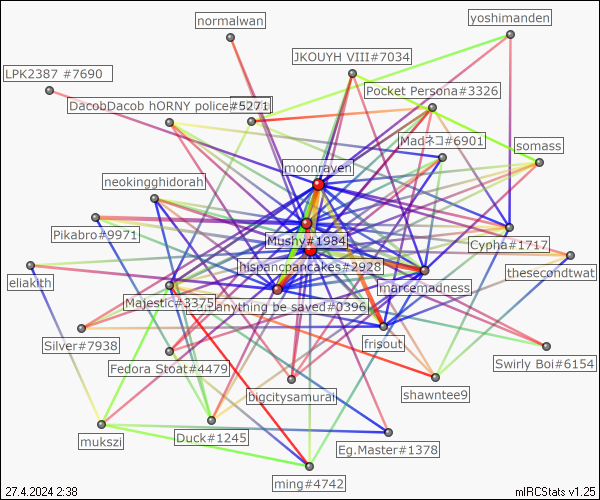 yoshimanden
normalwan
JKOUYH VIII#7034
LPK2387 #7690
Pocket Persona#3326
DacobDacob hORNY police#5271
Madネコ#6901
somass
moonraven
neokingghidorah
Pikabro#9971
Mushy#1984
Cypha#1717
hispancpancakes#2928
thesecondtwat
eliakith
marcemadness
Majestic#3375
anything be saved#0396
Silver#7938
frisout
Swirly Boi#6154
Fedora Stoat#4479
bigcitysamurai
shawntee9
mukszi
Duck#1245
Eg.Master#1378
ming#4742
27.4.2024 2:38
mIRCStats v1.25